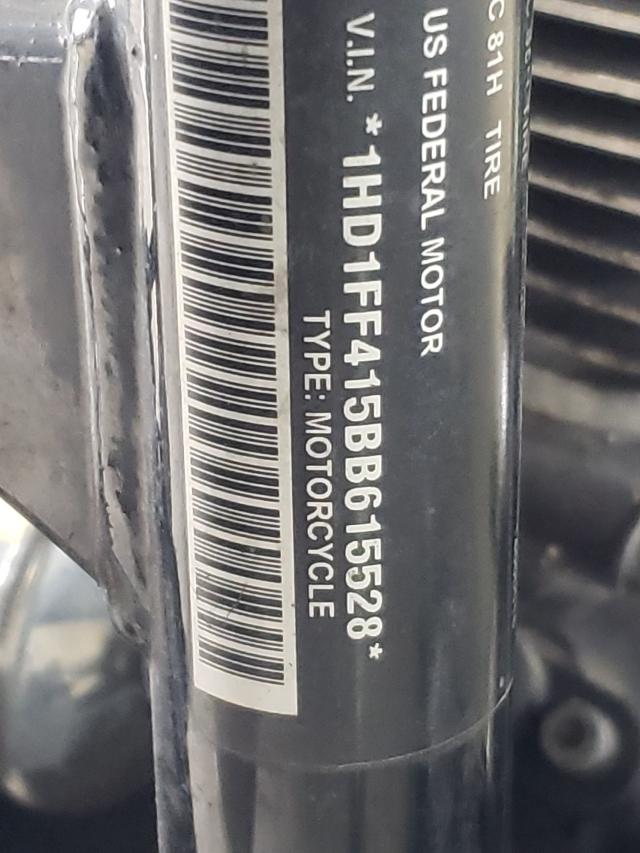 C 81H TIRE
US FEDERAL MOTOR
V.I.N. *1HD1FF415BB615528*
TYPE: MOTORCYCLE